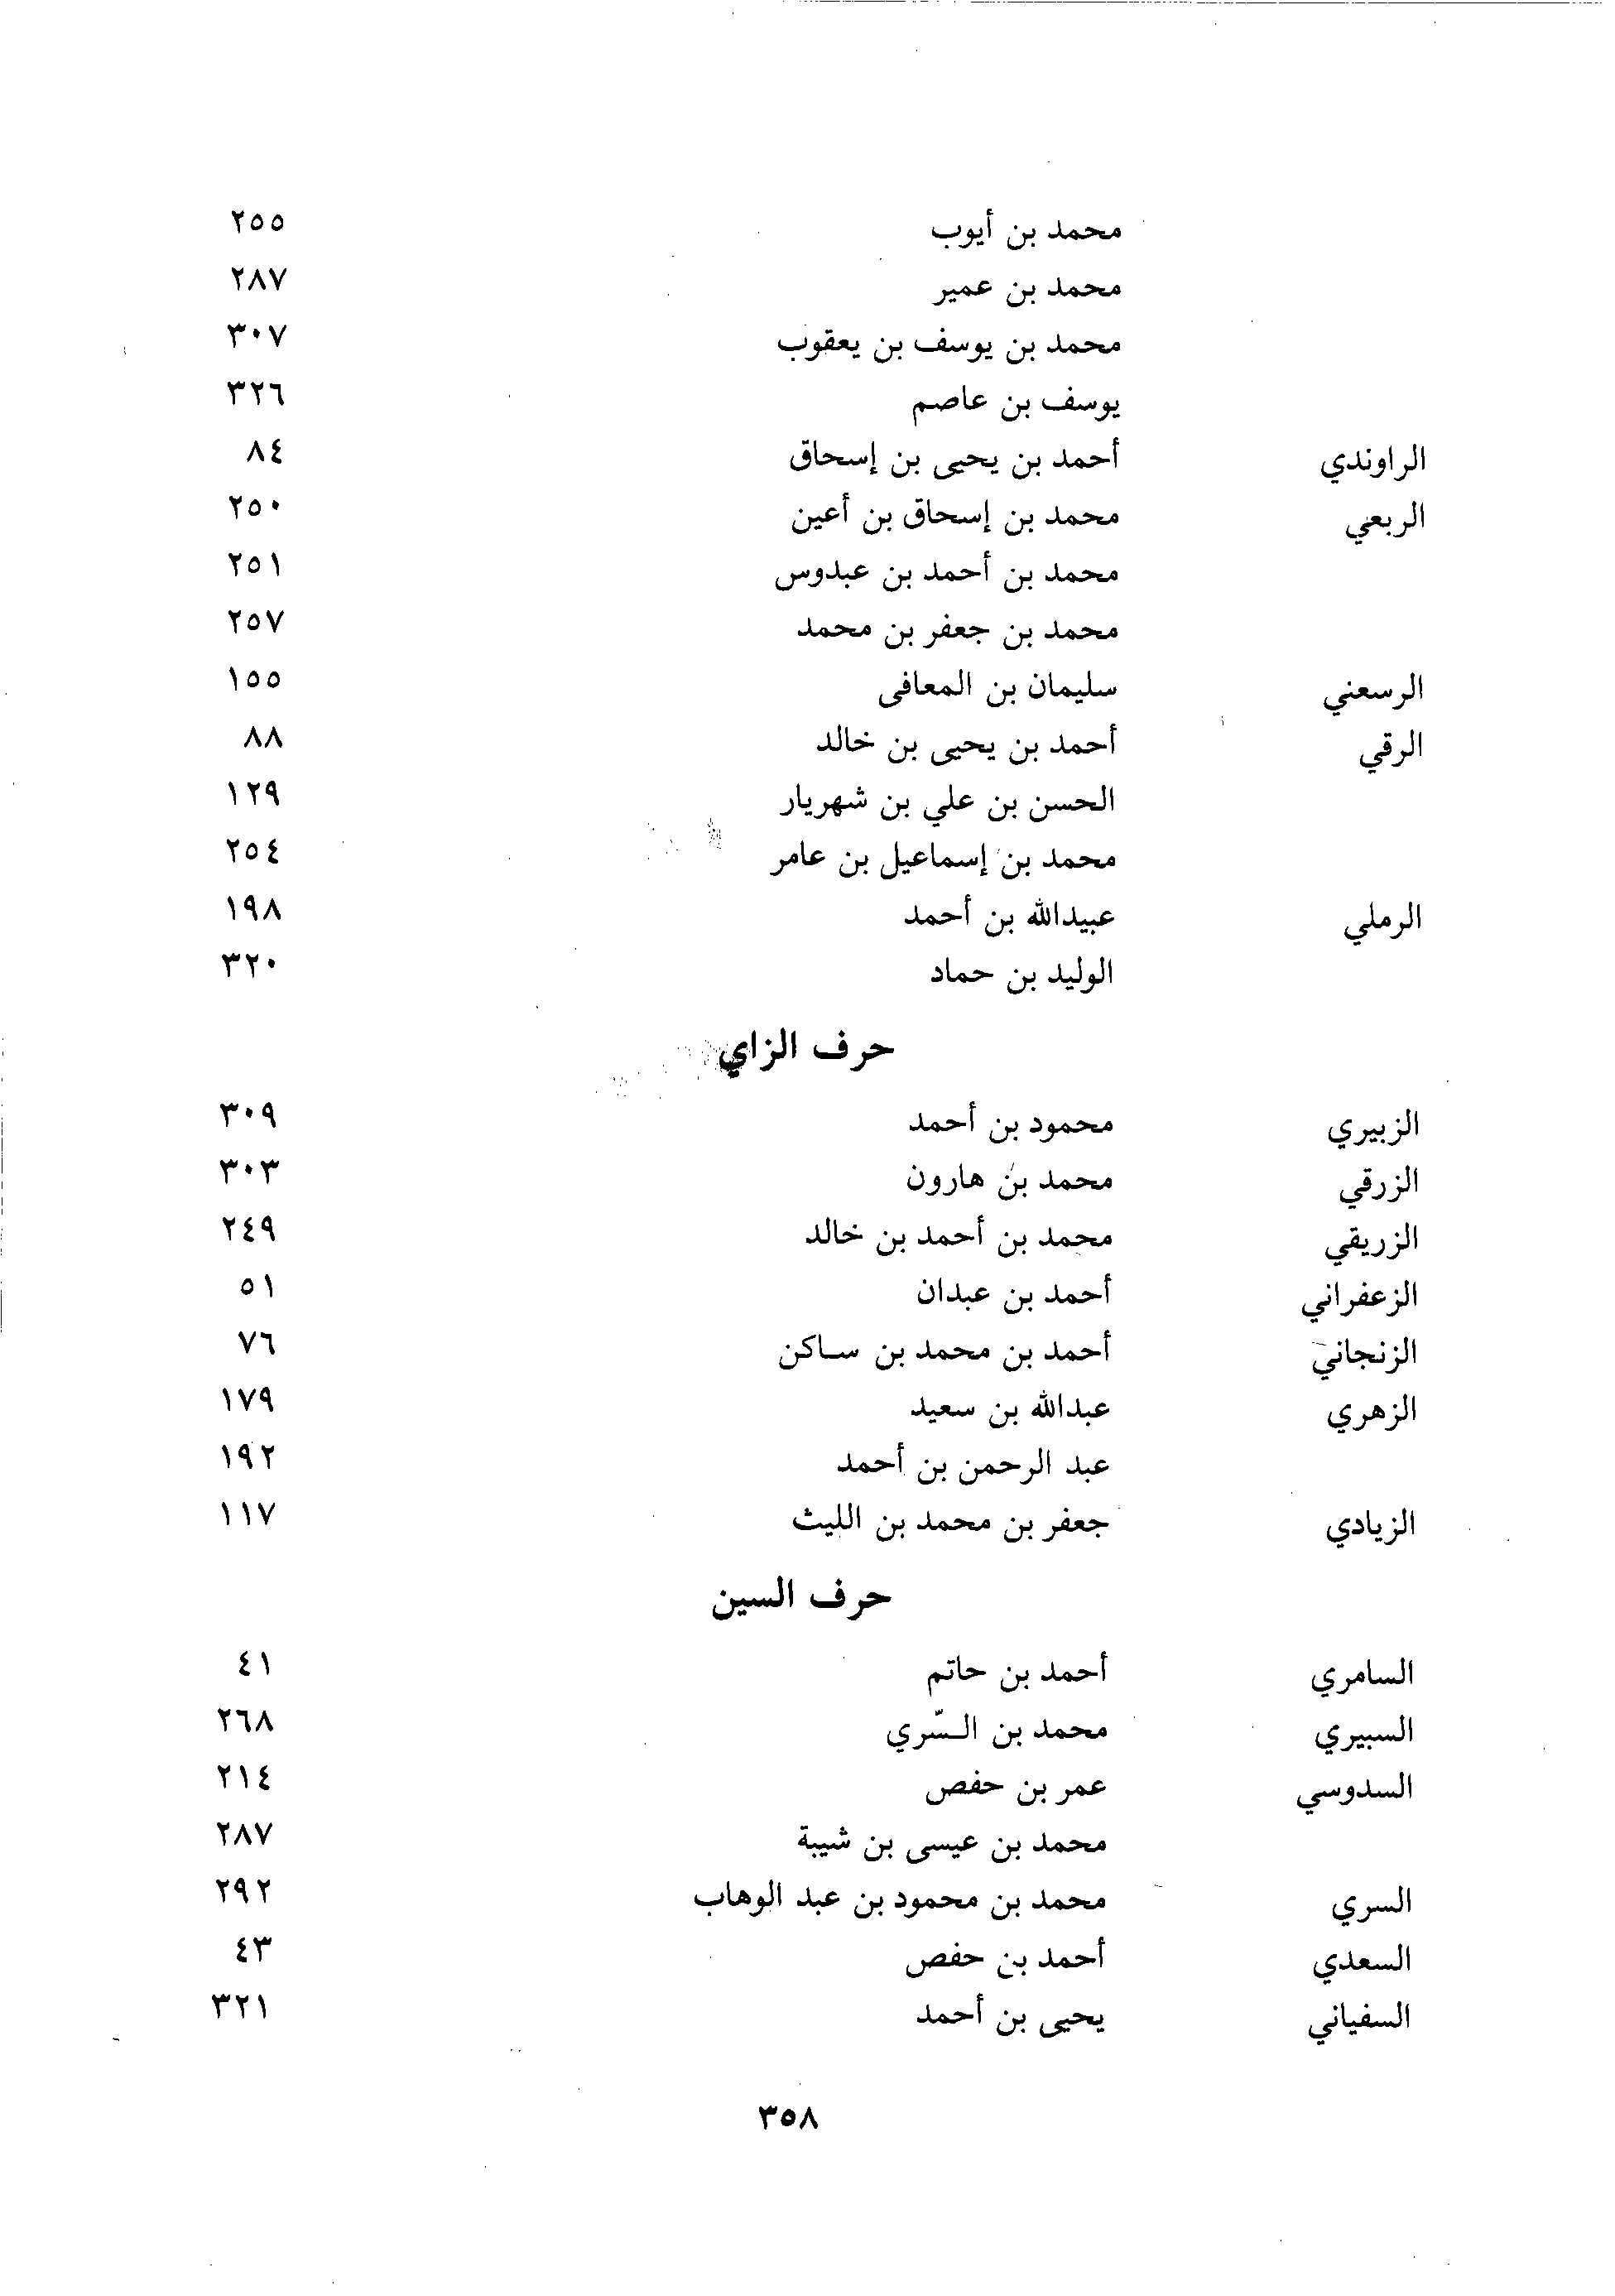 محمد بن أيوب ٢٥٥
محمد بن عمير ٢٨٧
محمد بن يوسف بن يعقوب ٣٠٧
يوسف بن عاصم ٣٢٦
الراوندي أحمد بن يحيى بن إسحاق ٨٤
الربعي محمد بن إسحاق بن أعين ٢٥٠
محمد بن أحمد بن عبدوس ٢٥١
محمد بن جعفر بن محمد ٢٥٧
الرسعني سليمان بن المعافى ١٥٥
الرقي أحمد بن يحيى بن خالد ٨٨
الحسن بن علي بن شهريار ١٢٩
محمد بن إسماعيل بن عامر ٢٥٤
الرملي عبيدالله بن أحمد ١٩٨
الوليد بن حماد ٣٢٠
حرف الزاي
الزبيري محمود بن أحمد ٣٠٩
الزرقي محمد بن هارون ٣٠٣
الزريقي محمد بن أحمد بن خالد ٢٤٩
الزعفراني أحمد بن عبدان ٥١
الزنجاني أحمد بن محمد بن ساكن ٧٦
الزهري عبدالله بن سعيد ١٧٩
عبد الرحمن بن أحمد ١٩٢
الزيادي جعفر بن محمد بن الليث ١١٧
حرف السين
السامري أحمد بن حاتم ٤١
السبيري محمد بن السّري ٢٦٨
السدوسي عمر بن حفص ٢١٤
محمد بن عيسى بن شيبة ٢٨٧
السري محمد بن محمود بن عبد الوهاب ٢٩٢
السعدي أحمد بن حفص ٤٣
السفياني يحيى بن أحمد ٣٢١
٣٥٨